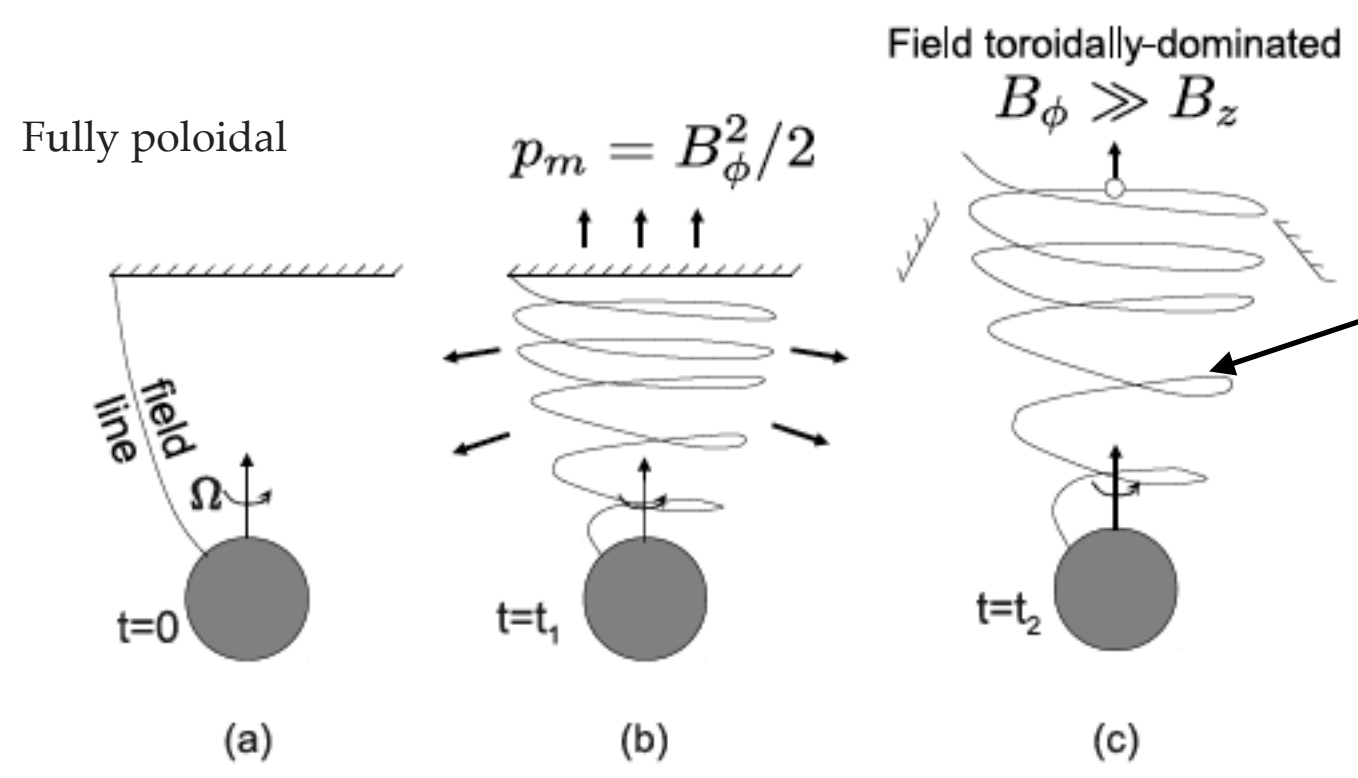 Fully poloidal
field
line
Ω
t=0
(a)
p_m = B_ϕ^2/2
t=t_1
(b)
Field toroidally-dominated
B_ϕ ≫ B_z
t=t_2
(c)